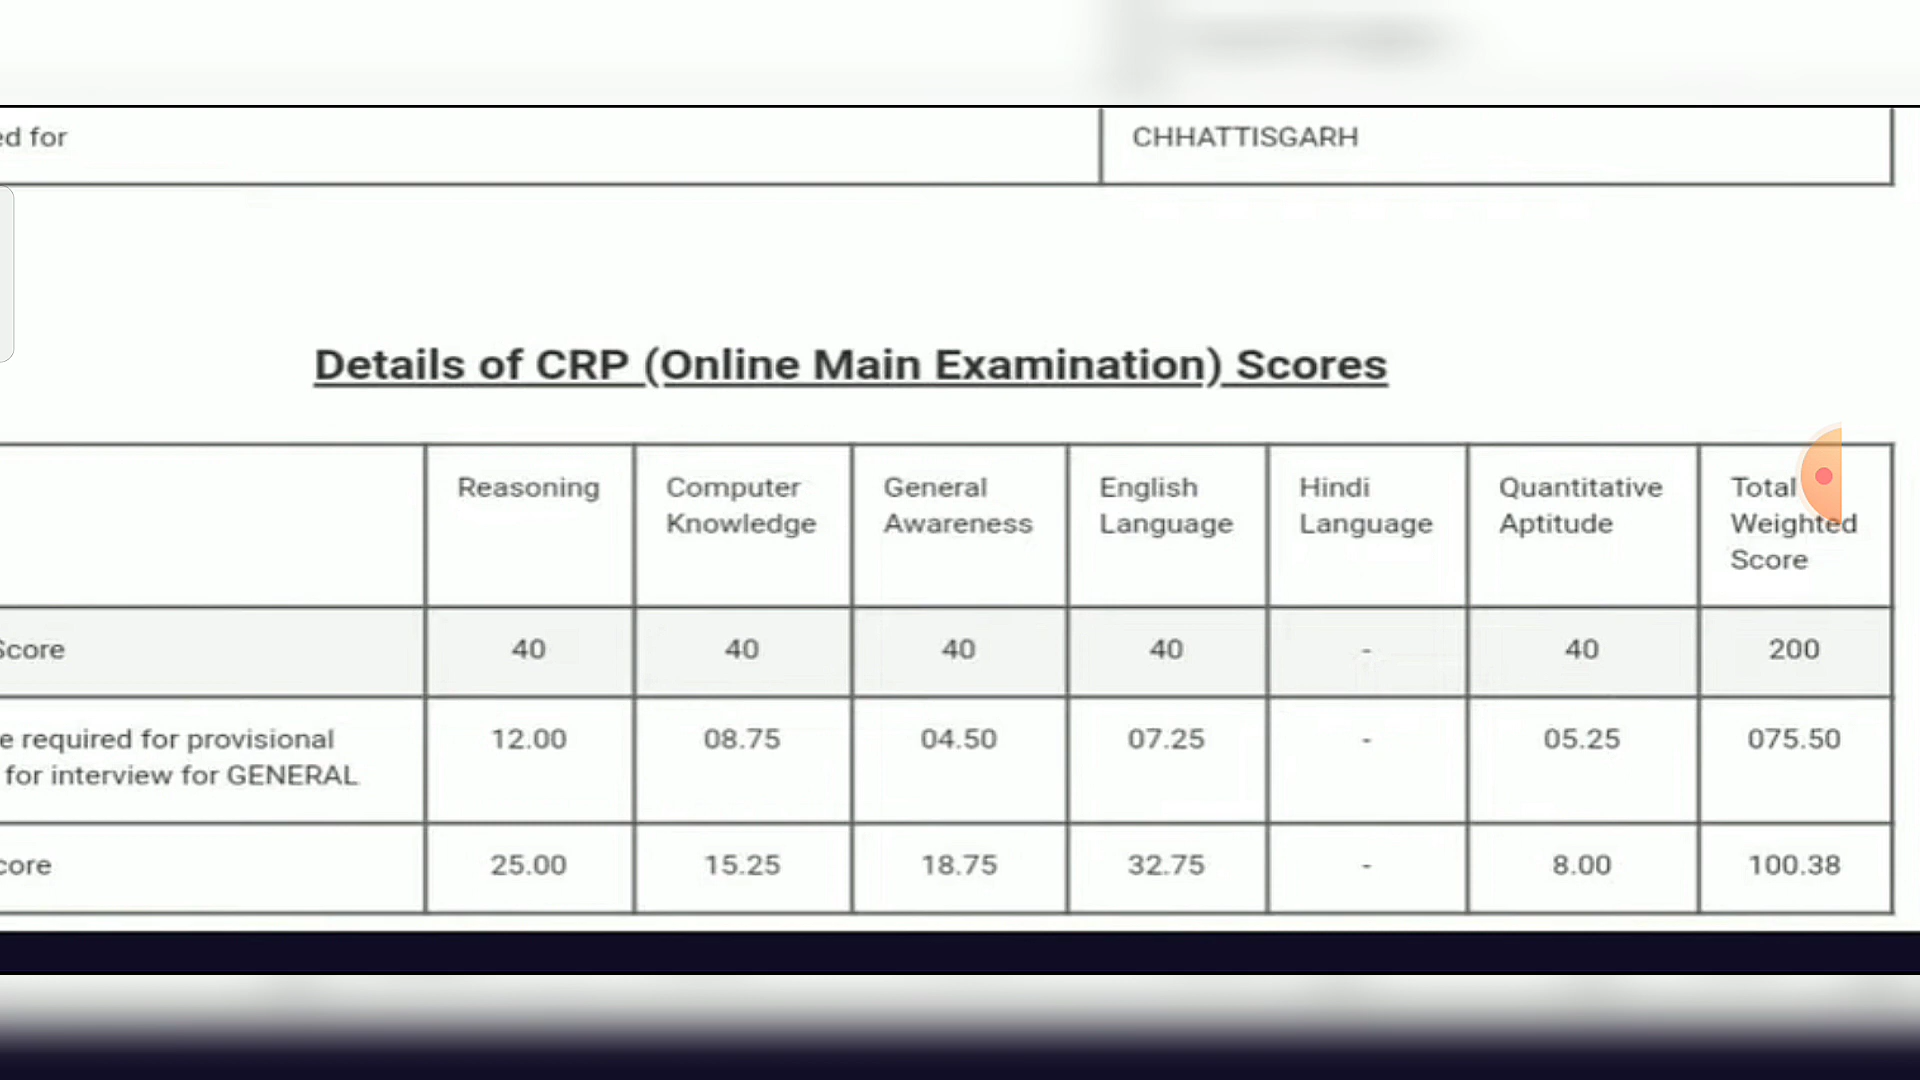 ed for CHHATTISGARH
Details of CRP (Online Main Examination) Scores
Reasoning Computer Knowledge General Awareness English Language Hindi Language Quantitative Aptitude Total Weighted Score
Score 40 40 40 40 - 40 200
e required for provisional for interview for GENERAL 12.00 08.75 04.50 07.25 - 05.25 075.50
core 25.00 15.25 18.75 32.75 - 8.00 100.38